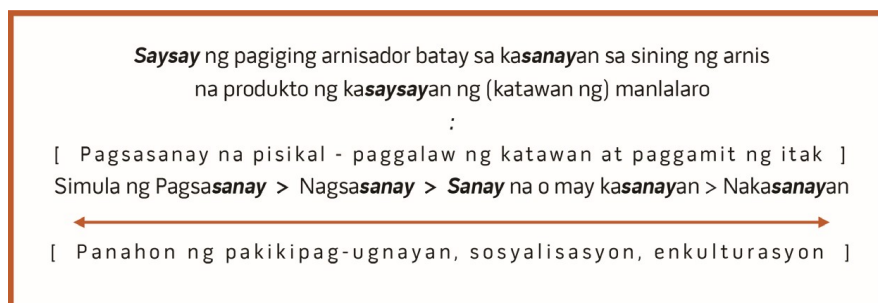 Saysay ng pagiging arnisador batay sa kasanayan sa sining ng arnis
na produkto ng kasaysayan ng (katawan ng) manlalaro
:
[ Pagsasanay na pisikal - paggalaw ng katawan at paggamit ng itak ]
Simula ng Pagsasanay > Nagsasanay > Sanay na o may kasanayan > Nakasanayan
[ Panahon ng pakikipag-ugnayan, sosyalisasyon, enkulturasyon ]